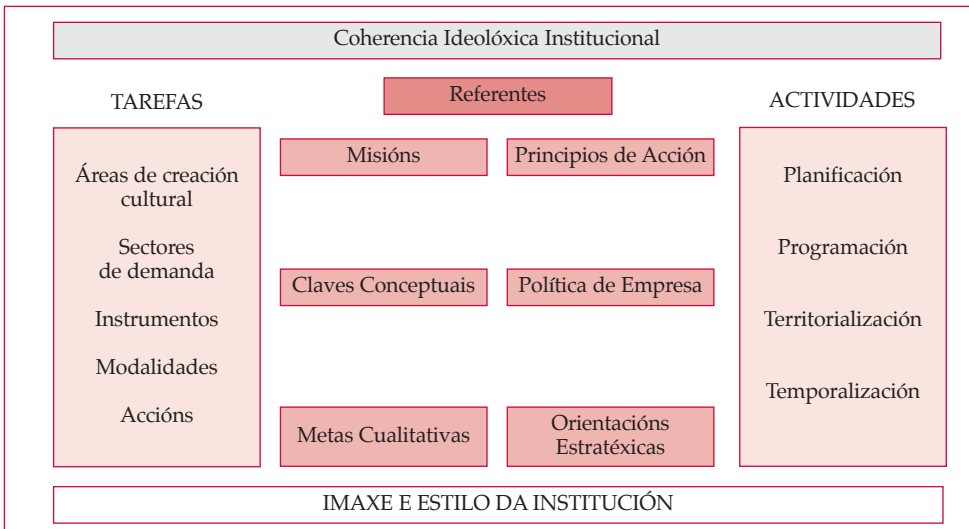 Coherencia Ideolóxica Institucional
TAREFAS
Referentes
ACTIVIDADES
Áreas de creación
cultural
Sectores
de demanda
Instrumentos
Modalidades
Accións
Misións
Principios de Acción
Claves Conceptuais
Política de Empresa
Metas Cualitativas
Orientacións
Estratéxicas
Planificación
Programación
Territorialización
Temporalización
IMAXE E ESTILO DA INSTITUCIÓN